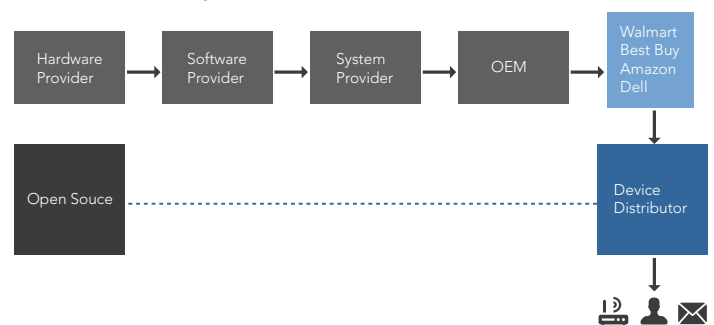 Hardware
Provider
Software
Provider
System
Provider
OEM
Walmart
Best Buy
Amazon
Dell
Open Souce
Device
Distributor